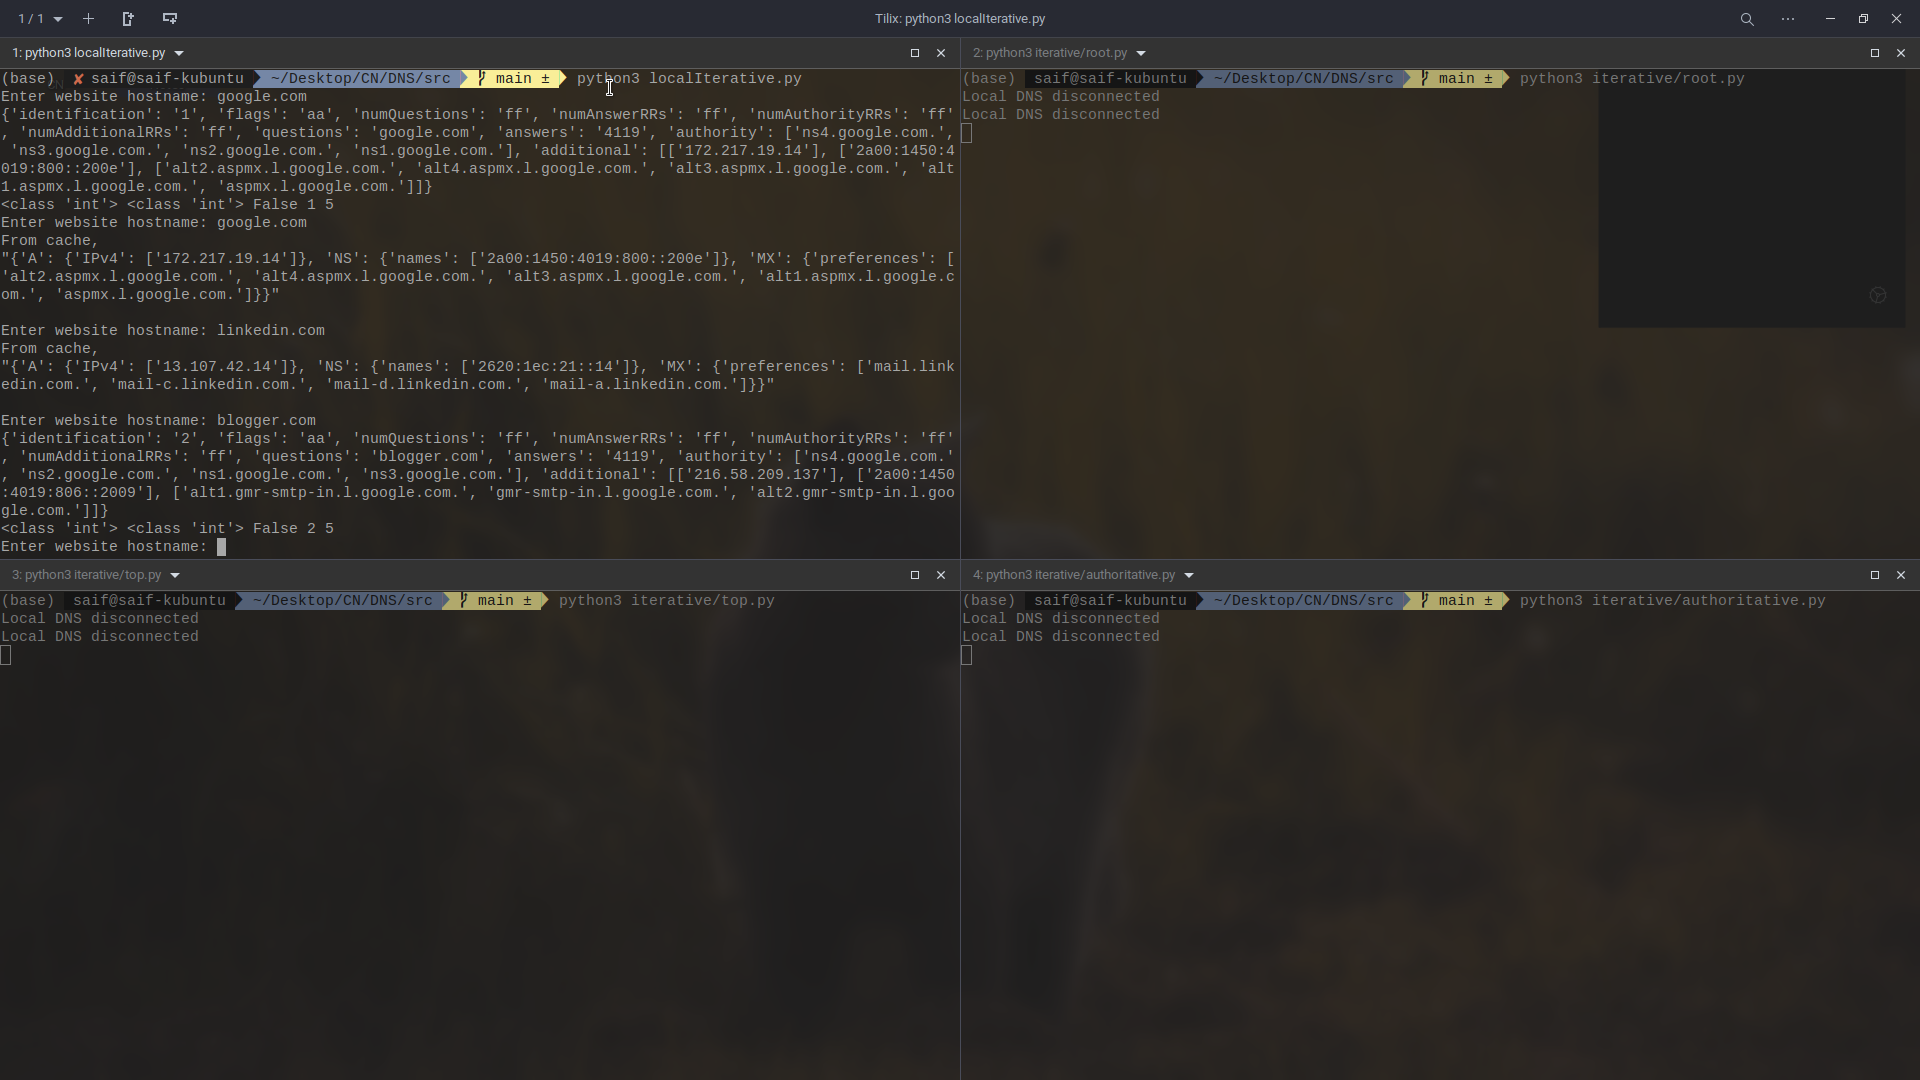 1 / 1
Tilix: python3 localIterative.py
1: python3 localIterative.py
(base) ✘ saif@saif-kubuntu ~/Desktop/CN/DNS/src main ± python3 localIterative.py
Enter website hostname: google.com
{'identification': '1', 'flags': 'aa', 'numQuestions': 'ff', 'numAnswerRRs': 'ff', 'numAuthorityRRs': 'ff'
, 'numAdditionalRRs': 'ff', 'questions': 'google.com', 'answers': '4119', 'authority': ['ns4.google.com.',
'ns3.google.com.', 'ns2.google.com.', 'ns1.google.com.'], 'additional': [['172.217.19.14'], ['2a00:1450:4
019:800::200e'], ['alt2.aspmx.l.google.com.', 'alt4.aspmx.l.google.com.', 'alt3.aspmx.l.google.com.', 'alt
1.aspmx.l.google.com.', 'aspmx.l.google.com.']]}
<class 'int'> <class 'int'> False 1 5
Enter website hostname: google.com
From cache,
"{'A': {'IPv4': ['172.217.19.14']}, 'NS': {'names': ['2a00:1450:4019:800::200e']}, 'MX': {'preferences': [
'alt2.aspmx.l.google.com.', 'alt4.aspmx.l.google.com.', 'alt3.aspmx.l.google.com.', 'alt1.aspmx.l.google.c
om.', 'aspmx.l.google.com.']}}"
Enter website hostname: linkedin.com
From cache,
"{'A': {'IPv4': ['13.107.42.14']}, 'NS': {'names': ['2620:1ec:21::14']}, 'MX': {'preferences': ['mail.link
edin.com.', 'mail-c.linkedin.com.', 'mail-d.linkedin.com.', 'mail-a.linkedin.com.']}}"
Enter website hostname: blogger.com
{'identification': '2', 'flags': 'aa', 'numQuestions': 'ff', 'numAnswerRRs': 'ff', 'numAuthorityRRs': 'ff'
, 'numAdditionalRRs': 'ff', 'questions': 'blogger.com', 'answers': '4119', 'authority': ['ns4.google.com.'
, 'ns2.google.com.', 'ns1.google.com.', 'ns3.google.com.'], 'additional': [['216.58.209.137'], ['2a00:1450
:4019:806::2009'], ['alt1.gmr-smtp-in.l.google.com.', 'gmr-smtp-in.l.google.com.', 'alt2.gmr-smtp-in.l.goo
gle.com.']]}
<class 'int'> <class 'int'> False 2 5
Enter website hostname:
2: python3 iterative/root.py
(base) saif@saif-kubuntu ~/Desktop/CN/DNS/src main ± python3 iterative/root.py
Local DNS disconnected
Local DNS disconnected
3: python3 iterative/top.py
(base) saif@saif-kubuntu ~/Desktop/CN/DNS/src main ± python3 iterative/top.py
Local DNS disconnected
Local DNS disconnected
4: python3 iterative/authoritative.py
(base) saif@saif-kubuntu ~/Desktop/CN/DNS/src main ± python3 iterative/authoritative.py
Local DNS disconnected
Local DNS disconnected